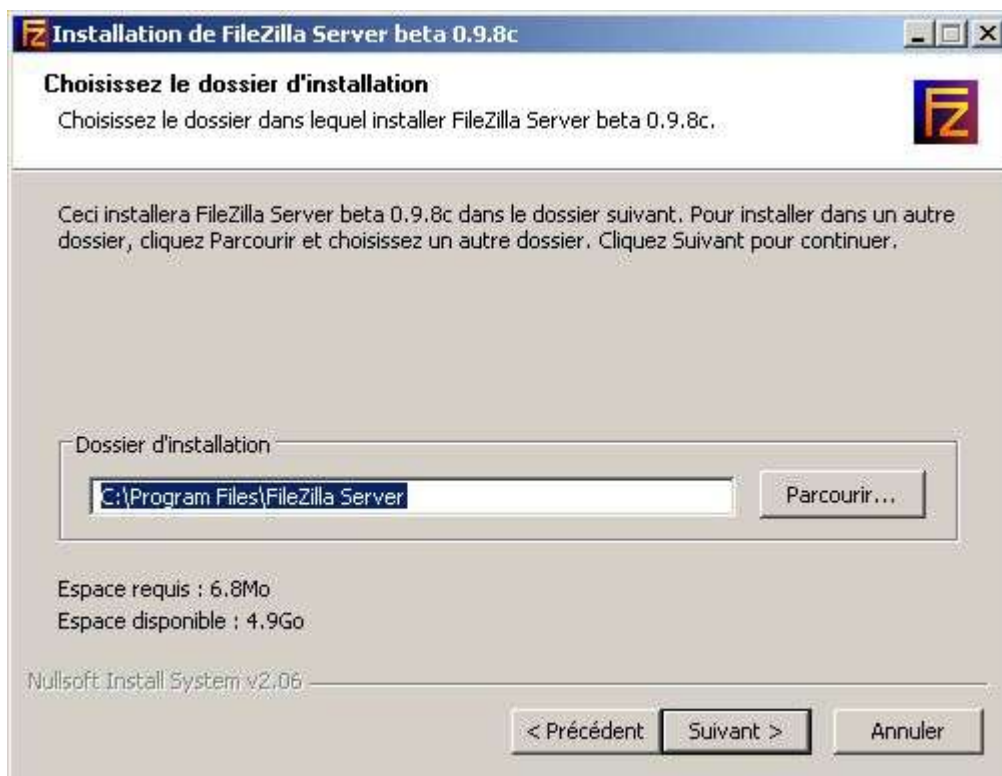 Installation de FileZilla Server beta 0.9.8c
Choisissez le dossier d'installation
Choisissez le dossier dans lequel installer FileZilla Server beta 0.9.8c.
FZ
Ceci installera FileZilla Server beta 0.9.8c dans le dossier suivant. Pour installer dans un autre
dossier, cliquez Parcourir et choisissez un autre dossier. Cliquez Suivant pour continuer.
Dossier d'installation
C:\Program Files\FileZilla Server
Parcourir...
Espace requis : 6.8Mo
Espace disponible : 4.9Go
Nullsoft Install System v2.06
< Précédent
Suivant >
Annuler